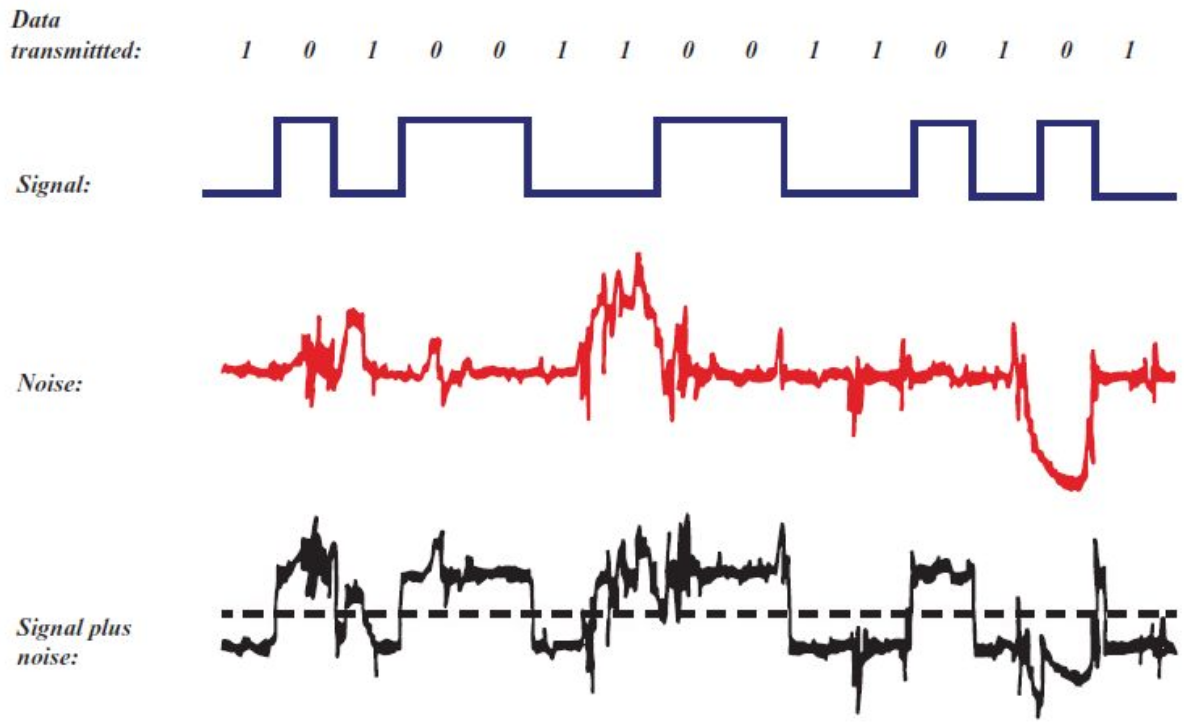 Data
transmittted: 1 0 1 0 0 1 1 0 0 1 1 0 1 0 1
Signal:
Noise:
Signal plus
noise: